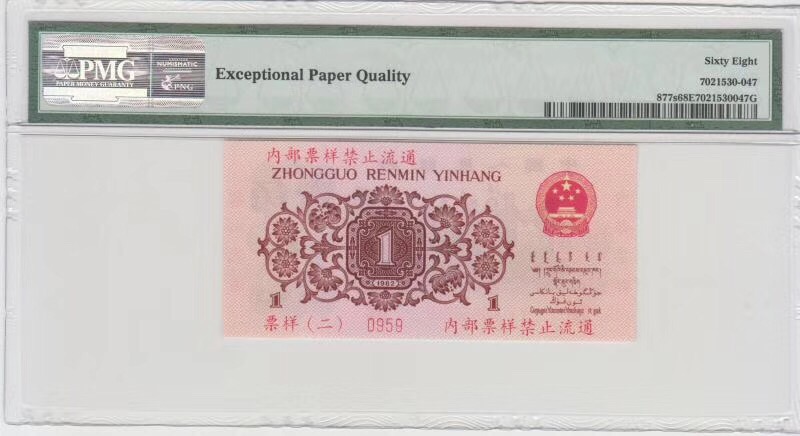 PMG
PAPER MONEY GUARANTY
NUMISMATIC
PNG
Exceptional Paper Quality
Sixty Eight
7021530-047
877s68E7021530047G
内部票样禁止流通
ZHONGGUO RENMIN YINHANG
1
1962
1
1
票样(二) 0959 内部票样禁止流通